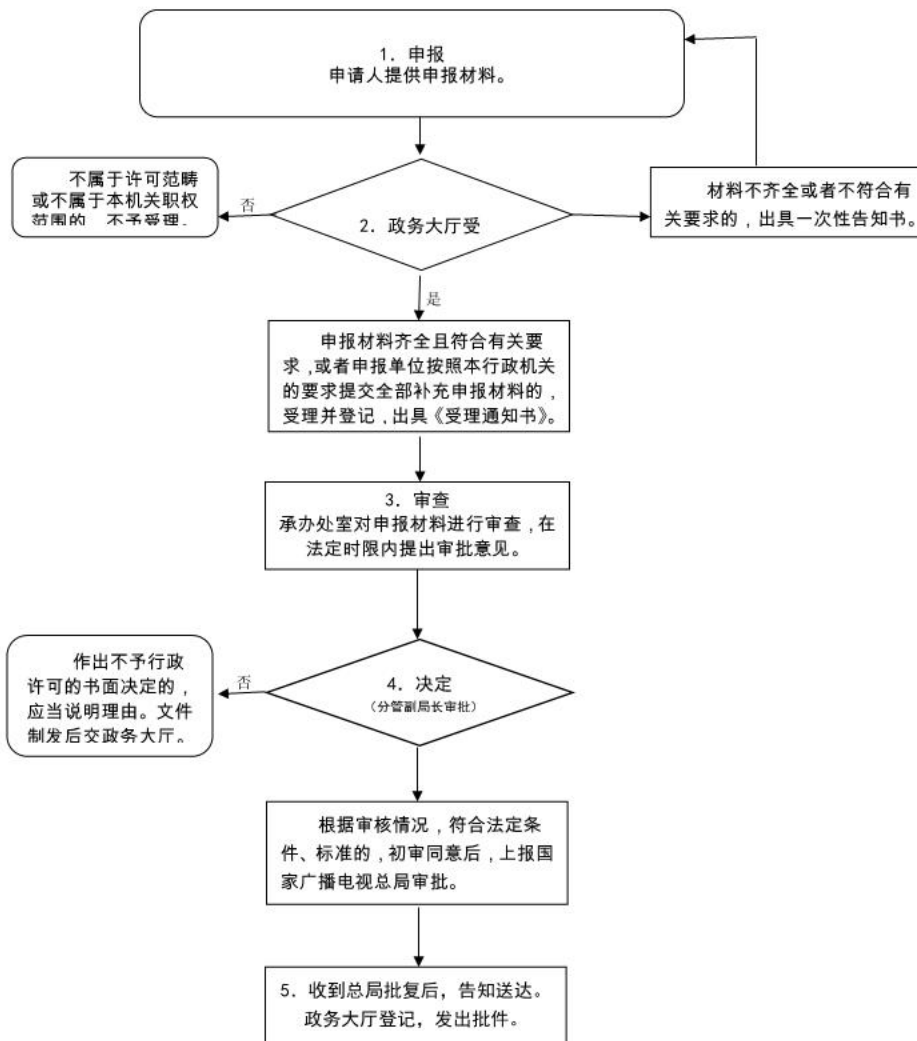 1．申报
申请人提供申报材料。
不属于许可范畴
或不属于本机关职权
范围的，不予受理。
否
2．政务大厅受
材料不齐全或者不符合有
关要求的，出具一次性告知书。
是
申报材料齐全且符合有关要
求，或者申报单位按照本行政机关
的要求提交全部补充申报材料的，
受理并登记，出具《受理通知书》。
3．审查
承办处室对申报材料进行审查，在
法定时限内提出审批意见。
作出不予行政
许可的书面决定的，
应当说明理由。文件
制发后交政务大厅。
否
4．决定
（分管副局长审批）
根据审核情况，符合法定条
件、标准的，初审同意后，上报国
家广播电视总局审批。
5．收到总局批复后，告知送达。
政务大厅登记，发出批件。